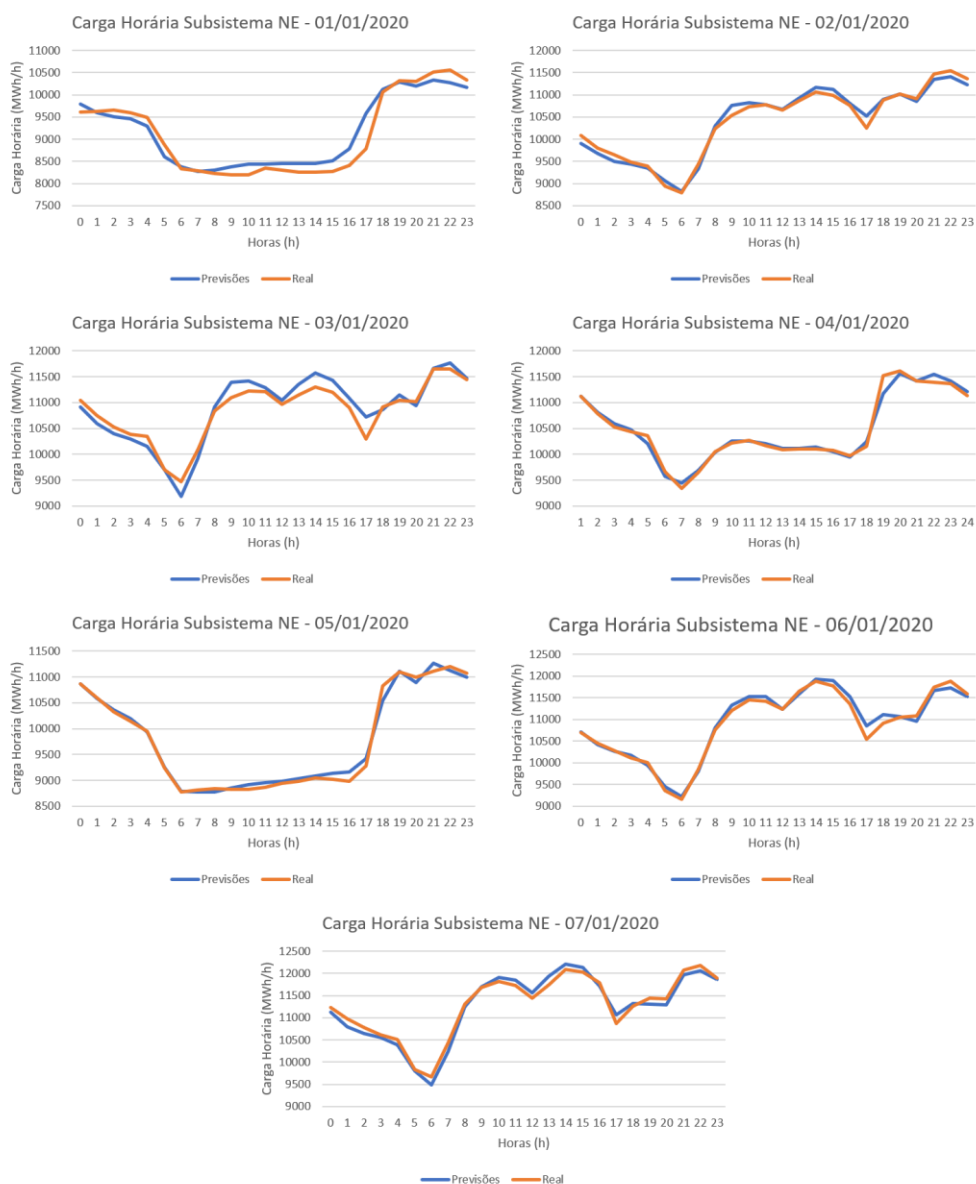 Carga Horária Subsistema NE - 01/01/2020
Carga Horária (MWh/h)
11000
10500
10000
9500
9000
8500
8000
7500
0 1 2 3 4 5 6 7 8 9 10 11 12 13 14 15 16 17 18 19 20 21 22 23
Horas (h)
Previsões Real
Carga Horária Subsistema NE - 02/01/2020
Carga Horária (MWh/h)
12000
11500
11000
10500
10000
9500
9000
8500
0 1 2 3 4 5 6 7 8 9 10 11 12 13 14 15 16 17 18 19 20 21 22 23
Horas (h)
Previsões Real
Carga Horária Subsistema NE - 03/01/2020
Carga Horária (MWh/h)
12000
11500
11000
10500
10000
9500
9000
0 1 2 3 4 5 6 7 8 9 10 11 12 13 14 15 16 17 18 19 20 21 22 23
Horas (h)
Previsões Real
Carga Horária Subsistema NE - 04/01/2020
Carga Horária (MWh/h)
12000
11500
11000
10500
10000
9500
9000
1 2 3 4 5 6 7 8 9 10 11 12 13 14 15 16 17 18 19 20 21 22 23 24
Horas (h)
Previsões Real
Carga Horária Subsistema NE - 05/01/2020
Carga Horária (MWh/h)
11500
11000
10500
10000
9500
9000
8500
0 1 2 3 4 5 6 7 8 9 10 11 12 13 14 15 16 17 18 19 20 21 22 23
Horas (h)
Previsões Real
Carga Horária Subsistema NE - 06/01/2020
Carga Horária (MWh/h)
12500
12000
11500
11000
10500
10000
9500
9000
0 1 2 3 4 5 6 7 8 9 10 11 12 13 14 15 16 17 18 19 20 21 22 23
Horas (h)
Previsões Real
Carga Horária Subsistema NE - 07/01/2020
Carga Horária (MWh/h)
12500
12000
11500
11000
10500
10000
9500
9000
0 1 2 3 4 5 6 7 8 9 10 11 12 13 14 15 16 17 18 19 20 21 22 23
Horas (h)
Previsões Real